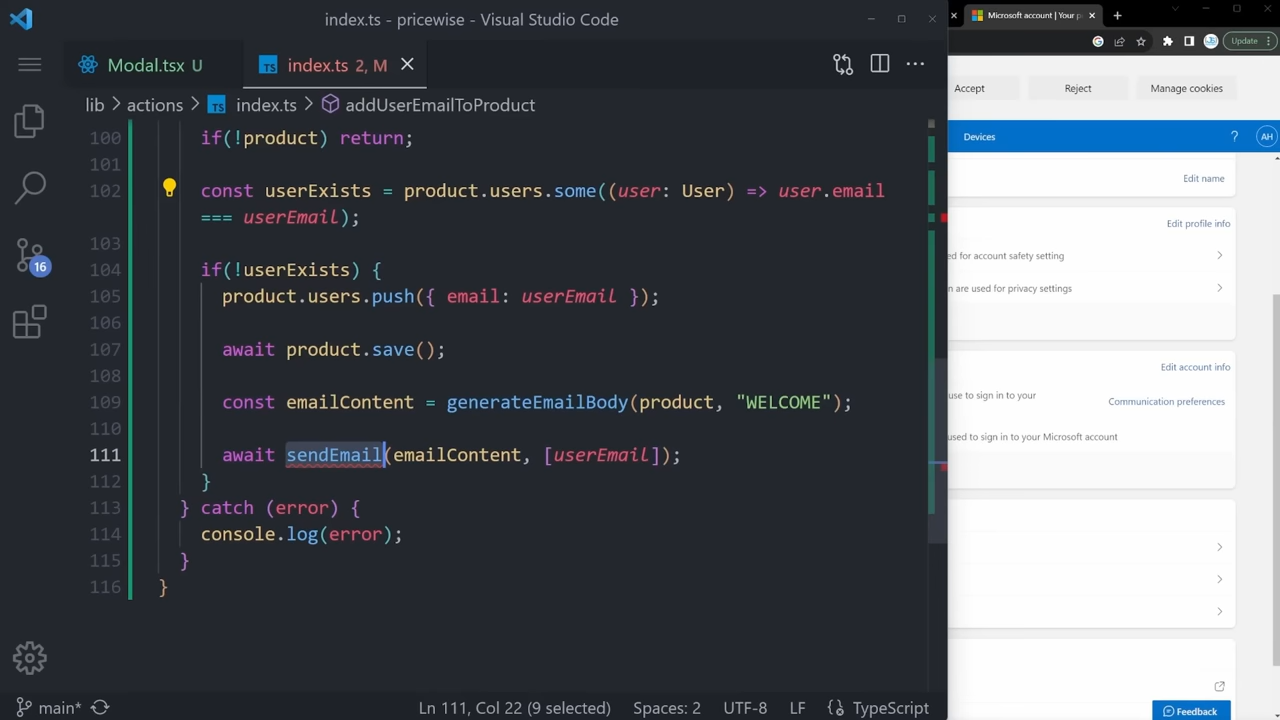 index.ts - pricewise - Visual Studio Code
Modal.tsx U
TS index.ts 2, M
lib > actions > TS index.ts > addUserEmailToProduct
100 if(!product) return;
101
102 const userExists = product.users.some((user: User) => user.email
=== userEmail);
103
104 if(!userExists) {
105 product.users.push({ email: userEmail });
106
107 await product.save();
108
109 const emailContent = generateEmailBody(product, "WELCOME");
110
111 await sendEmail(emailContent, [userEmail]);
112 }
113 } catch (error) {
114 console.log(error);
115 }
116 }
16
main*
Ln 111, Col 22 (9 selected) Spaces: 2 UTF-8 LF {} TypeScript
Microsoft account | Your p
Update
Accept Reject Manage cookies
Devices ? AH
Edit name
Edit profile info
ed for account safety setting
n are used for privacy settings
Edit account info
use to sign in to your
Communication preferences
used to sign in to your Microsoft account
Feedback